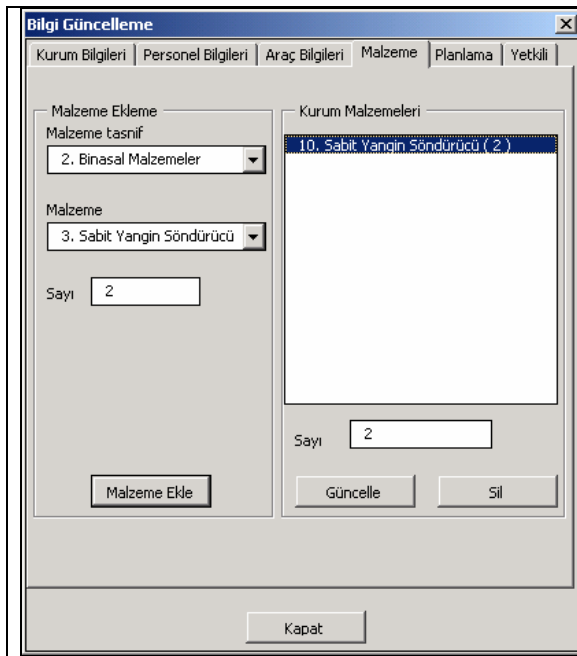 Bilgi Güncelleme
Kurum Bilgileri Personel Bilgileri Araç Bilgileri Malzeme Planlama Yetkili
Malzeme Ekleme
Malzeme tasnif
2. Binasal Malzemeler
Malzeme
3. Sabit Yangin Söndürücü
Sayı 2
Malzeme Ekle
Kurum Malzemeleri
10. Sabit Yangin Söndürücü ( 2 )
Sayı 2
Güncelle Sil
Kapat